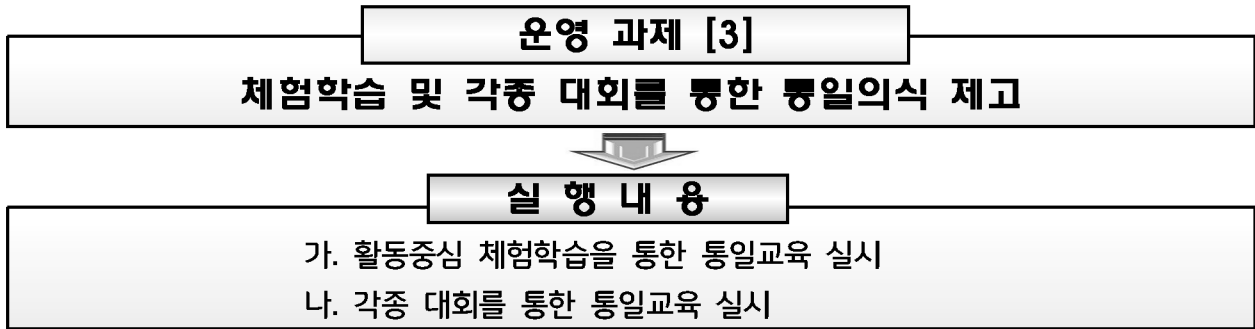 운영 과제 [3]
체험학습 및 각종 대회를 통한 통일의식 제고
실 행 내 용
가. 활동중심 체험학습을 통한 통일교육 실시
나. 각종 대회를 통한 통일교육 실시